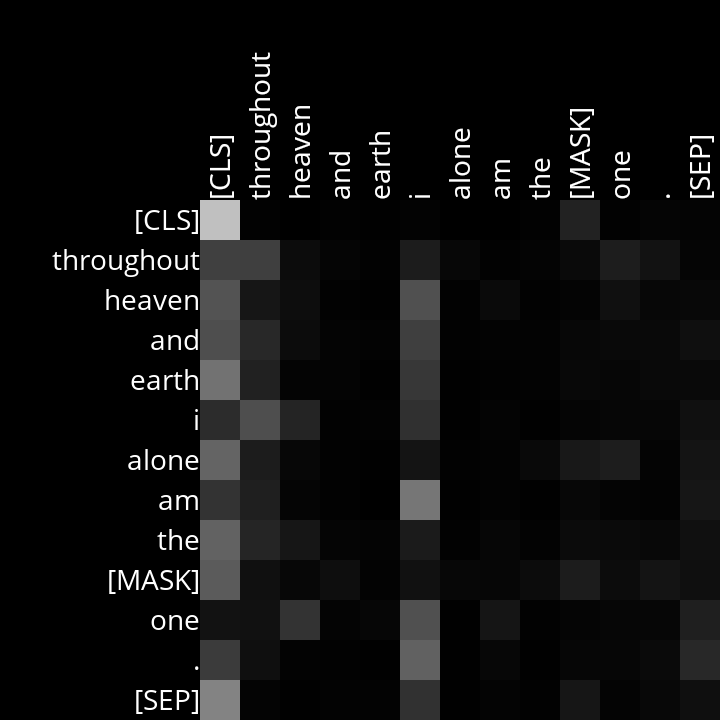 [CLS] throughout heaven and earth i alone am the [MASK] one . [SEP]
[CLS]
throughout
heaven
and
earth
i
alone
am
the
[MASK]
one
.
[SEP]